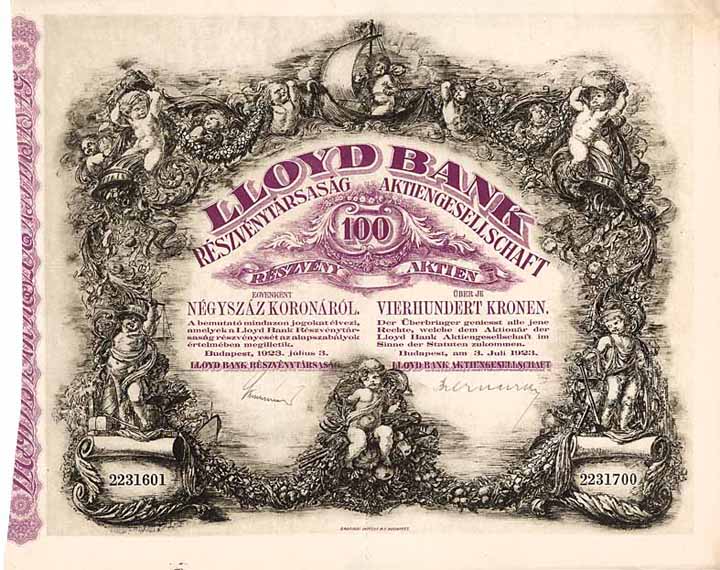 LLOYD BANK
RÉSZVÉNYTÁRSASÁG AKTIENGESELLSCHAFT
100
RÉSZVÉNY AKTIEN
EGYENKÉNT
NÉGYSZÁZ KORONÁRÓL.
A bemutató mindazon jogokat élvezi,
amelyek a Lloyd Bank Részvénytár-
saság részvényesét az alapszabályok
értelmében megilletik.
Budapest, 1923. július 3.
LLOYD BANK RÉSZVÉNYTÁRSASÁG
ÜBER JE
VIERHUNDERT KRONEN.
Der Überbringer geniesst alle jene
Rechte, welche dem Aktionär der
Lloyd Bank Aktiengesellschaft im
Sinne der Statuten zukommen.
Budapest, am 3. Juli 1923.
LLOYD BANK AKTIENGESELLSCHAFT
2231601
2231700